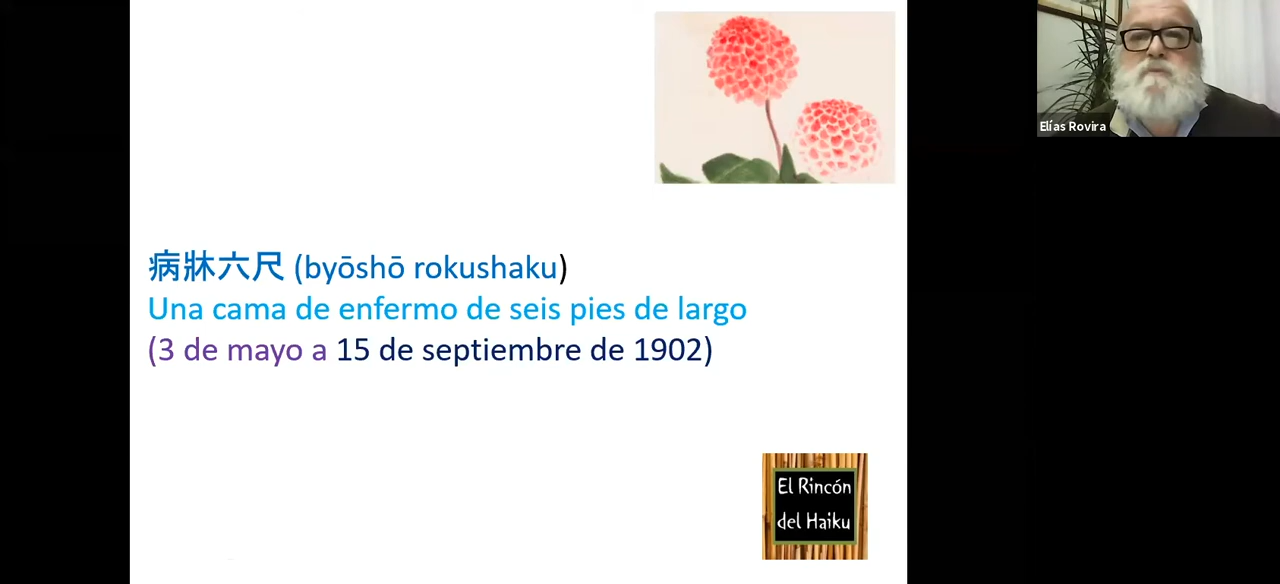 病牀六尺 (byōshō rokushaku)
Una cama de enfermo de seis pies de largo
(3 de mayo a 15 de septiembre de 1902)
El Rincón
del Haiku
Elías Rovira